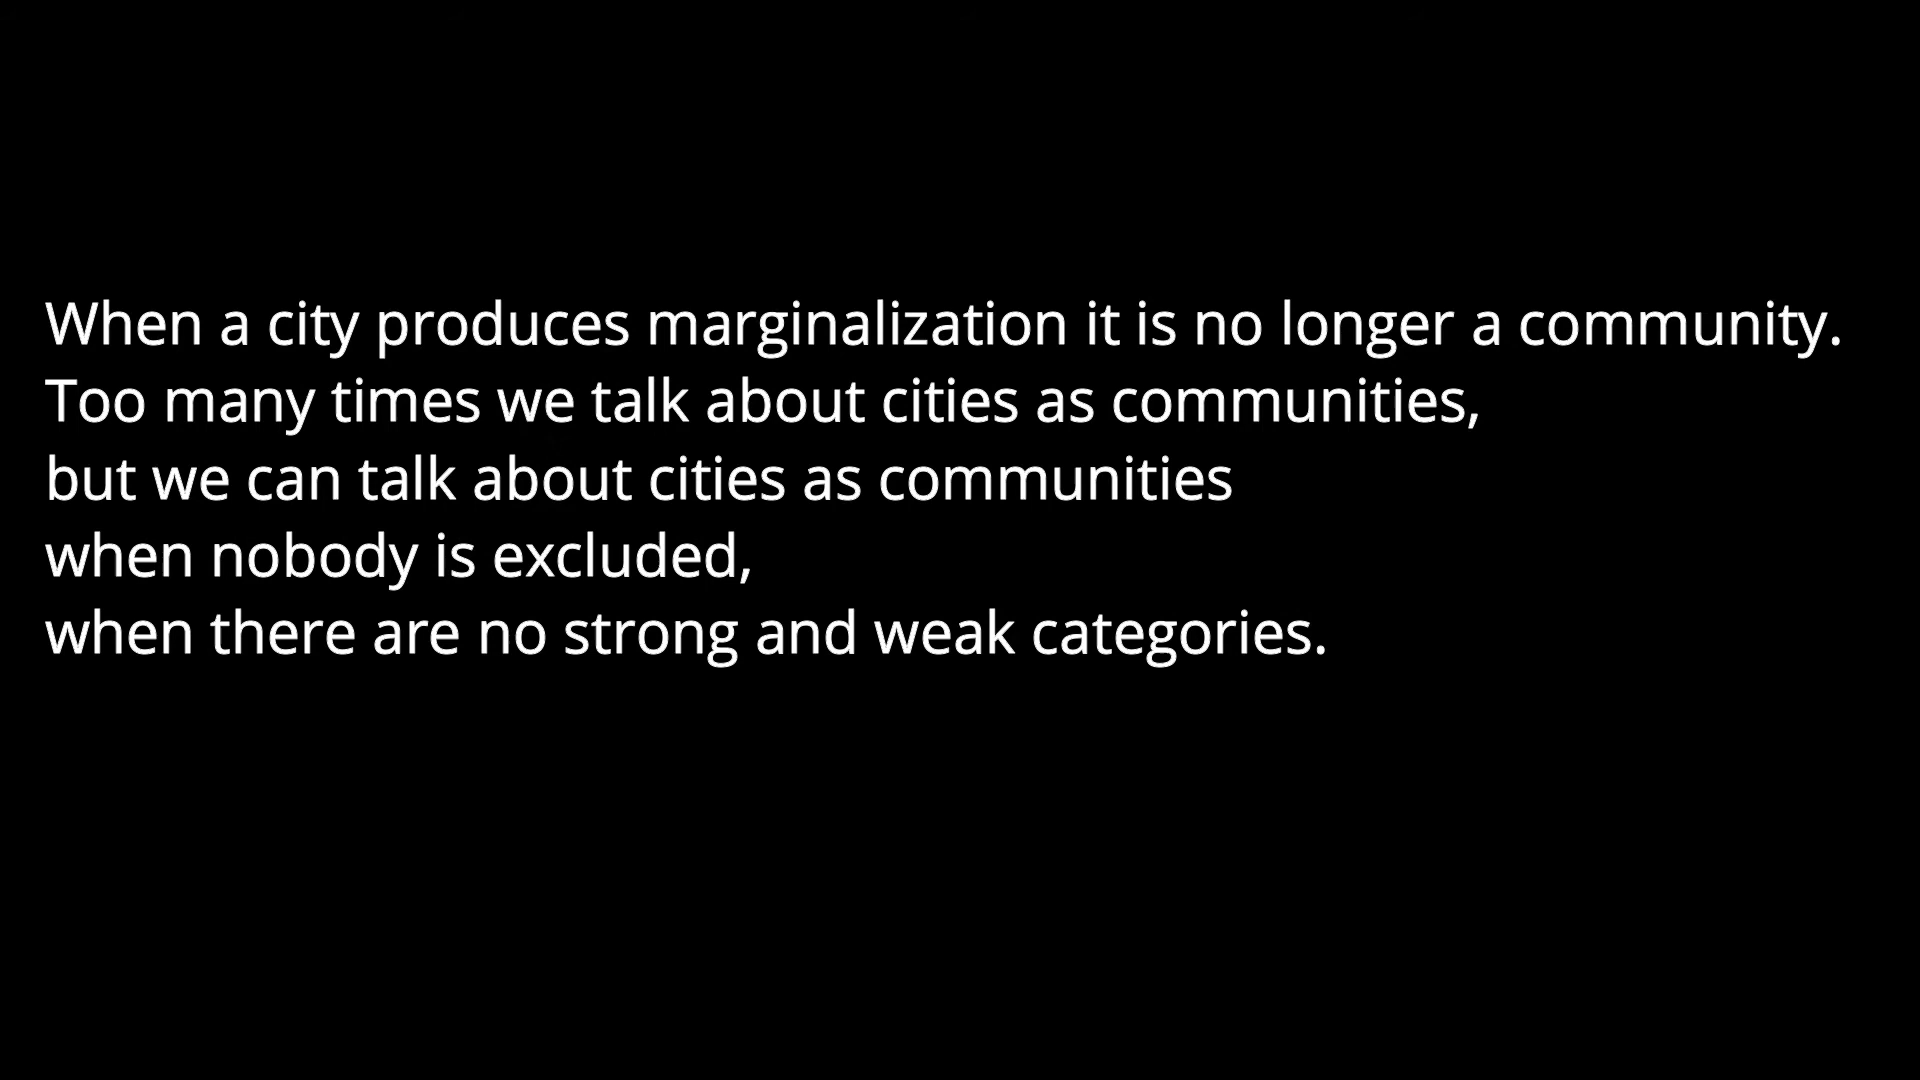 When a city produces marginalization it is no longer a community.
Too many times we talk about cities as communities,
but we can talk about cities as communities
when nobody is excluded,
when there are no strong and weak categories.